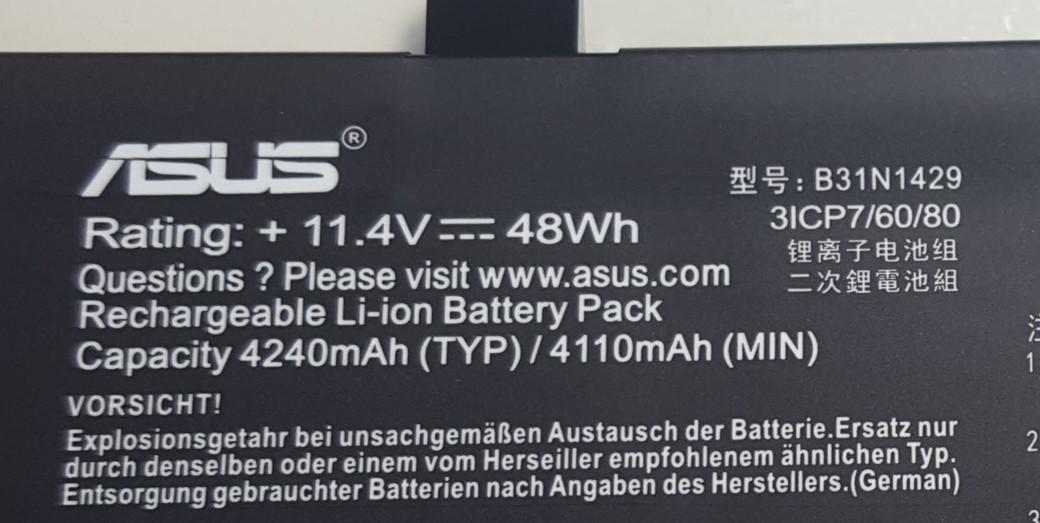 ASUS®
Rating: + 11.4V⎓48Wh
Questions ? Please visit www.asus.com
Rechargeable Li-ion Battery Pack
Capacity 4240mAh (TYP) / 4110mAh (MIN)
型号: B31N1429
3ICP7/60/80
锂离子电池组
二次鋰電池組
VORSICHT!
Explosionsgetahr bei unsachgemäßen Austausch der Batterie.Ersatz nur
durch denselben oder einem vom Herseiller empfohlenem ähnlichen Typ.
Entsorgung gebrauchter Batterien nach Angaben des Herstellers.(German)
1
2